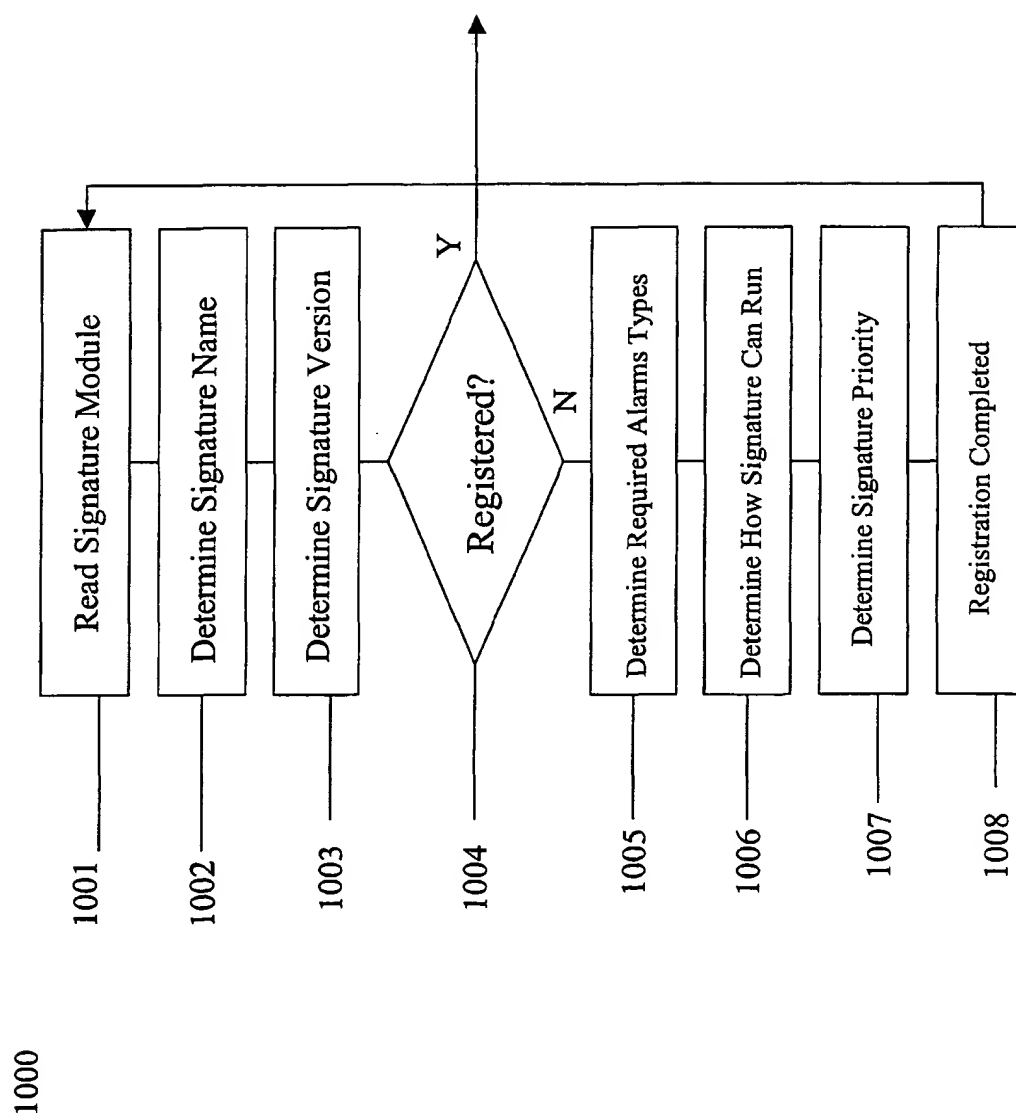 1000
1001
Read Signature Module
1002
Determine Signature Name
1003
Determine Signature Version
1004
Registered?
Y
N
1005
Determine Required Alarms Types
1006
Determine How Signature Can Run
1007
Determine Signature Priority
1008
Registration Completed